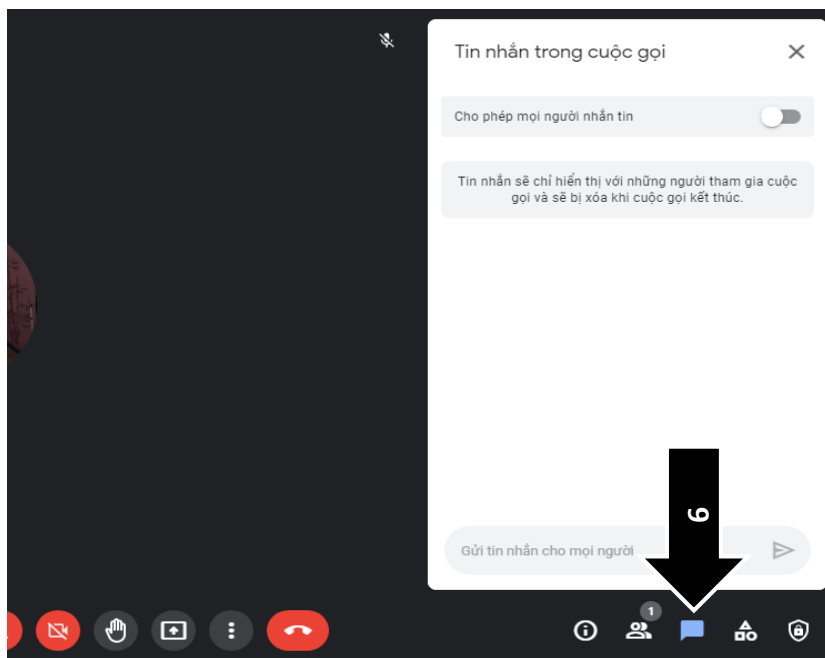 Tin nhắn trong cuộc gọi
Cho phép mọi người nhắn tin
Tin nhắn sẽ chỉ hiển thị với những người tham gia cuộc
gọi và sẽ bị xóa khi cuộc gọi kết thúc.
9
Gửi tin nhắn cho mọi người
1